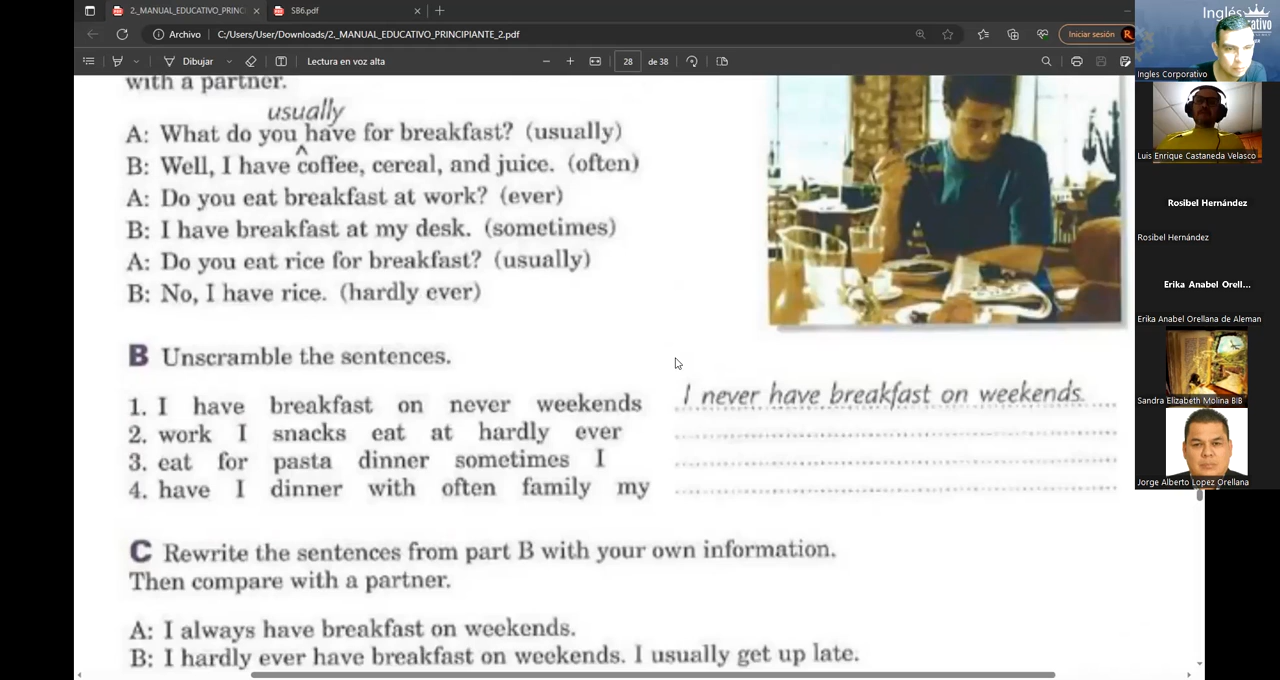 2._MANUAL_EDUCATIVO_PRINCI
SB6.pdf
Archivo
C:/Users/User/Downloads/2._MANUAL_EDUCATIVO_PRINCIPIANTE_2.pdf
Iniciar sesión
R
Dibujar
Lectura en voz alta
28
de 38
with a partner.
usually
A: What do you have for breakfast? (usually)
^
B: Well, I have coffee, cereal, and juice. (often)
A: Do you eat breakfast at work? (ever)
B: I have breakfast at my desk. (sometimes)
A: Do you eat rice for breakfast? (usually)
B: No, I have rice. (hardly ever)
B Unscramble the sentences.
1. I have breakfast on never weekends
I never have breakfast on weekends.
2. work I snacks eat at hardly ever
3. eat for pasta dinner sometimes I
4. have I dinner with often family my
C Rewrite the sentences from part B with your own information.
Then compare with a partner.
A: I always have breakfast on weekends.
B: I hardly ever have breakfast on weekends. I usually get up late.
Inglés
Ingles Corporativo
Luis Enrique Castaneda Velasco
Rosibel Hernández
Rosibel Hernández
Erika Anabel Orell...
Erika Anabel Orellana de Aleman
Sandra Elizabeth Molina BIB
Jorge Alberto Lopez Orellana